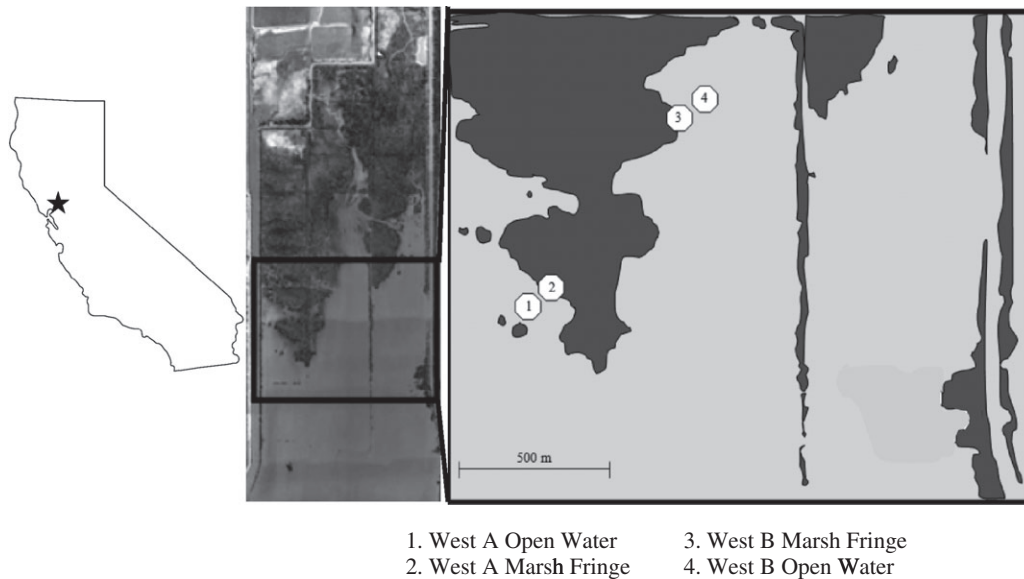 4
3
2
1
500 m
1. West A Open Water 3. West B Marsh Fringe
2. West A Marsh Fringe 4. West B Open Water